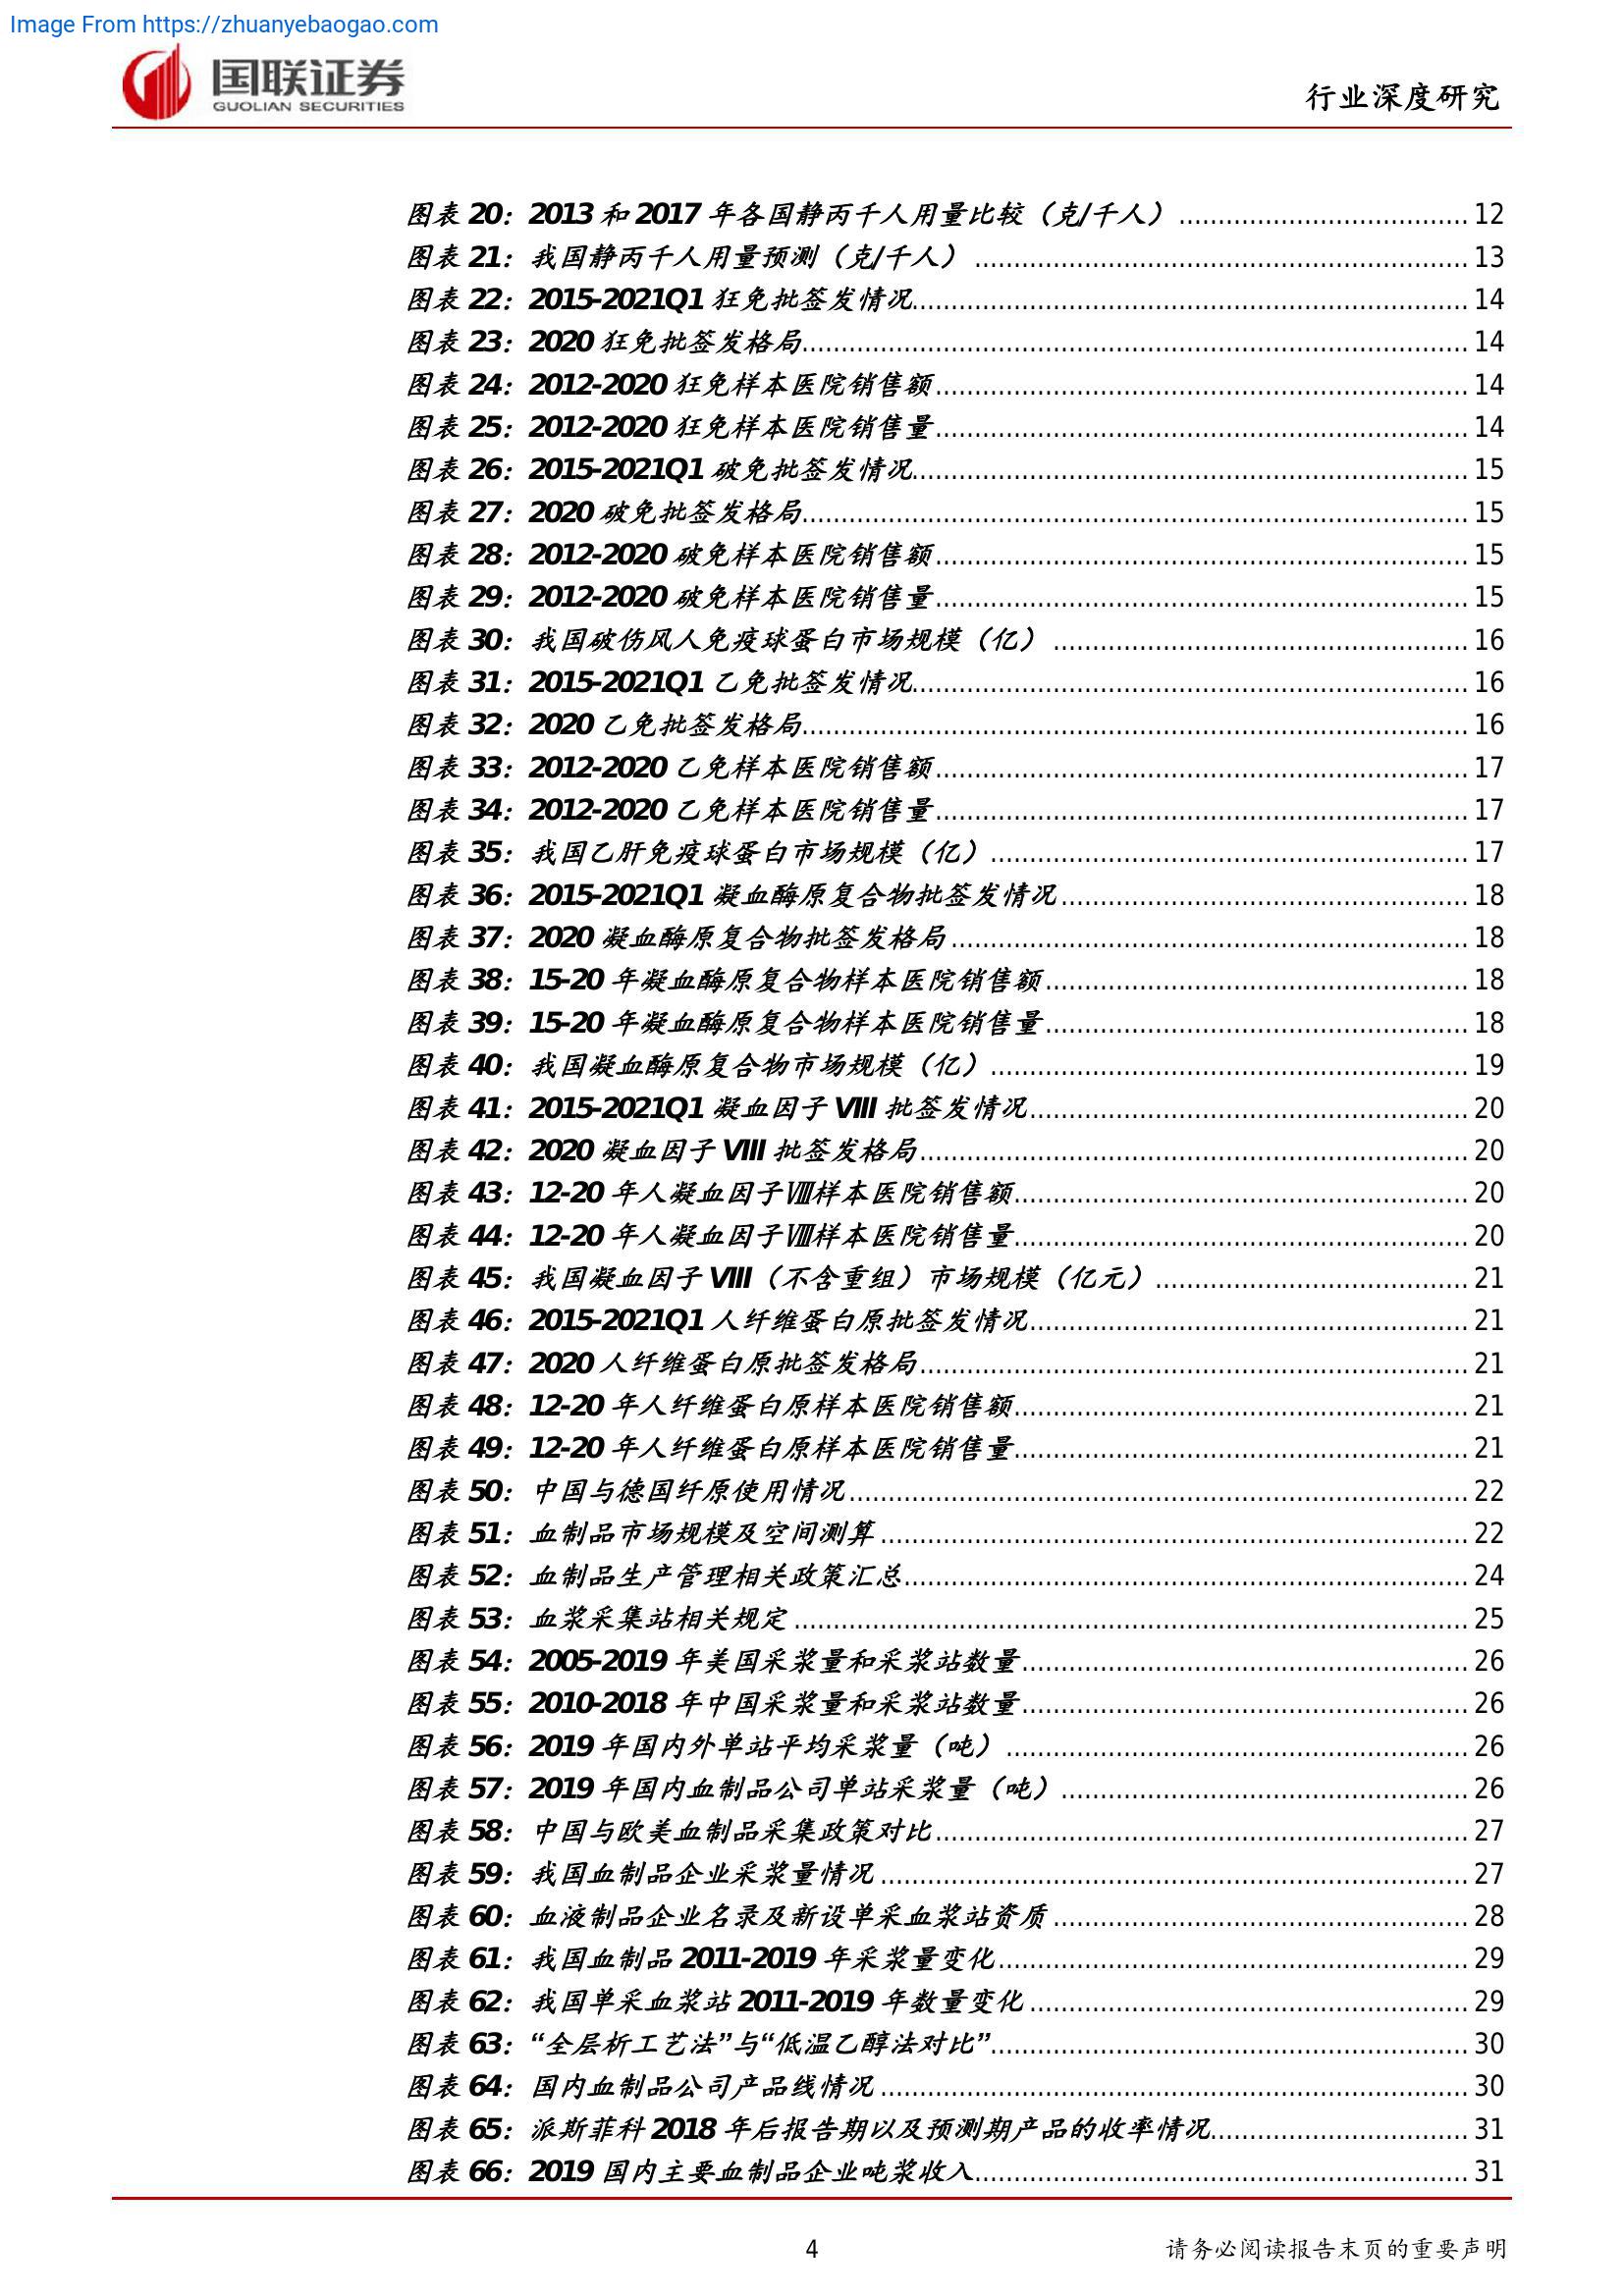 Image From https://zhuanyebaogao.com
国联证券
GUOLIAN SECURITIES
行业深度研究
图表 20：2013 和 2017 年各国静丙千人用量比较（克/千人）................................ 12
图表 21：我国静丙千人用量预测（克/千人）................................ 13
图表 22：2015-2021Q1 狂免批签发情况................................ 14
图表 23：2020 狂免批签发格局................................ 14
图表 24：2012-2020 狂免样本医院销售额................................ 14
图表 25：2012-2020 狂免样本医院销售量................................ 14
图表 26：2015-2021Q1 破免批签发情况................................ 15
图表 27：2020 破免批签发格局................................ 15
图表 28：2012-2020 破免样本医院销售额................................ 15
图表 29：2012-2020 破免样本医院销售量................................ 15
图表 30：我国破伤风人免疫球蛋白市场规模（亿）................................ 16
图表 31：2015-2021Q1 乙免批签发情况................................ 16
图表 32：2020 乙免批签发格局................................ 16
图表 33：2012-2020 乙免样本医院销售额................................ 17
图表 34：2012-2020 乙免样本医院销售量................................ 17
图表 35：我国乙肝免疫球蛋白市场规模（亿）................................ 17
图表 36：2015-2021Q1 凝血酶原复合物批签发情况................................ 18
图表 37：2020 凝血酶原复合物批签发格局................................ 18
图表 38：15-20 年凝血酶原复合物样本医院销售额................................ 18
图表 39：15-20 年凝血酶原复合物样本医院销售量................................ 18
图表 40：我国凝血酶原复合物市场规模（亿）................................ 19
图表 41：2015-2021Q1 凝血因子 VIII 批签发情况................................ 20
图表 42：2020 凝血因子 VIII 批签发格局................................ 20
图表 43：12-20 年人凝血因子Ⅷ样本医院销售额................................ 20
图表 44：12-20 年人凝血因子Ⅷ样本医院销售量................................ 20
图表 45：我国凝血因子 VIII（不含重组）市场规模（亿元）................................ 21
图表 46：2015-2021Q1 人纤维蛋白原批签发情况................................ 21
图表 47：2020 人纤维蛋白原批签发格局................................ 21
图表 48：12-20 年人纤维蛋白原样本医院销售额................................ 21
图表 49：12-20 年人纤维蛋白原样本医院销售量................................ 21
图表 50：中国与德国纤原使用情况................................ 22
图表 51：血制品市场规模及空间测算................................ 22
图表 52：血制品生产管理相关政策汇总................................ 24
图表 53：血浆采集站相关规定................................ 25
图表 54：2005-2019 年美国采浆量和采浆站数量................................ 26
图表 55：2010-2018 年中国采浆量和采浆站数量................................ 26
图表 56：2019 年国内外单站平均采浆量（吨）................................ 26
图表 57：2019 年国内血制品公司单站采浆量（吨）................................ 26
图表 58：中国与欧美血制品采集政策对比................................ 27
图表 59：我国血制品企业采浆量情况................................ 27
图表 60：血液制品企业名录及新设单采血浆站资质................................ 28
图表 61：我国血制品 2011-2019 年采浆量变化................................ 29
图表 62：我国单采血浆站 2011-2019 年数量变化................................ 29
图表 63：“全层析工艺法”与“低温乙醇法对比”................................ 30
图表 64：国内血制品公司产品线情况................................ 30
图表 65：派斯菲科 2018 年后报告期以及预测期产品的收率情况................................ 31
图表 66：2019 国内主要血制品企业吨浆收入................................ 31
4
请务必阅读报告末页的重要声明